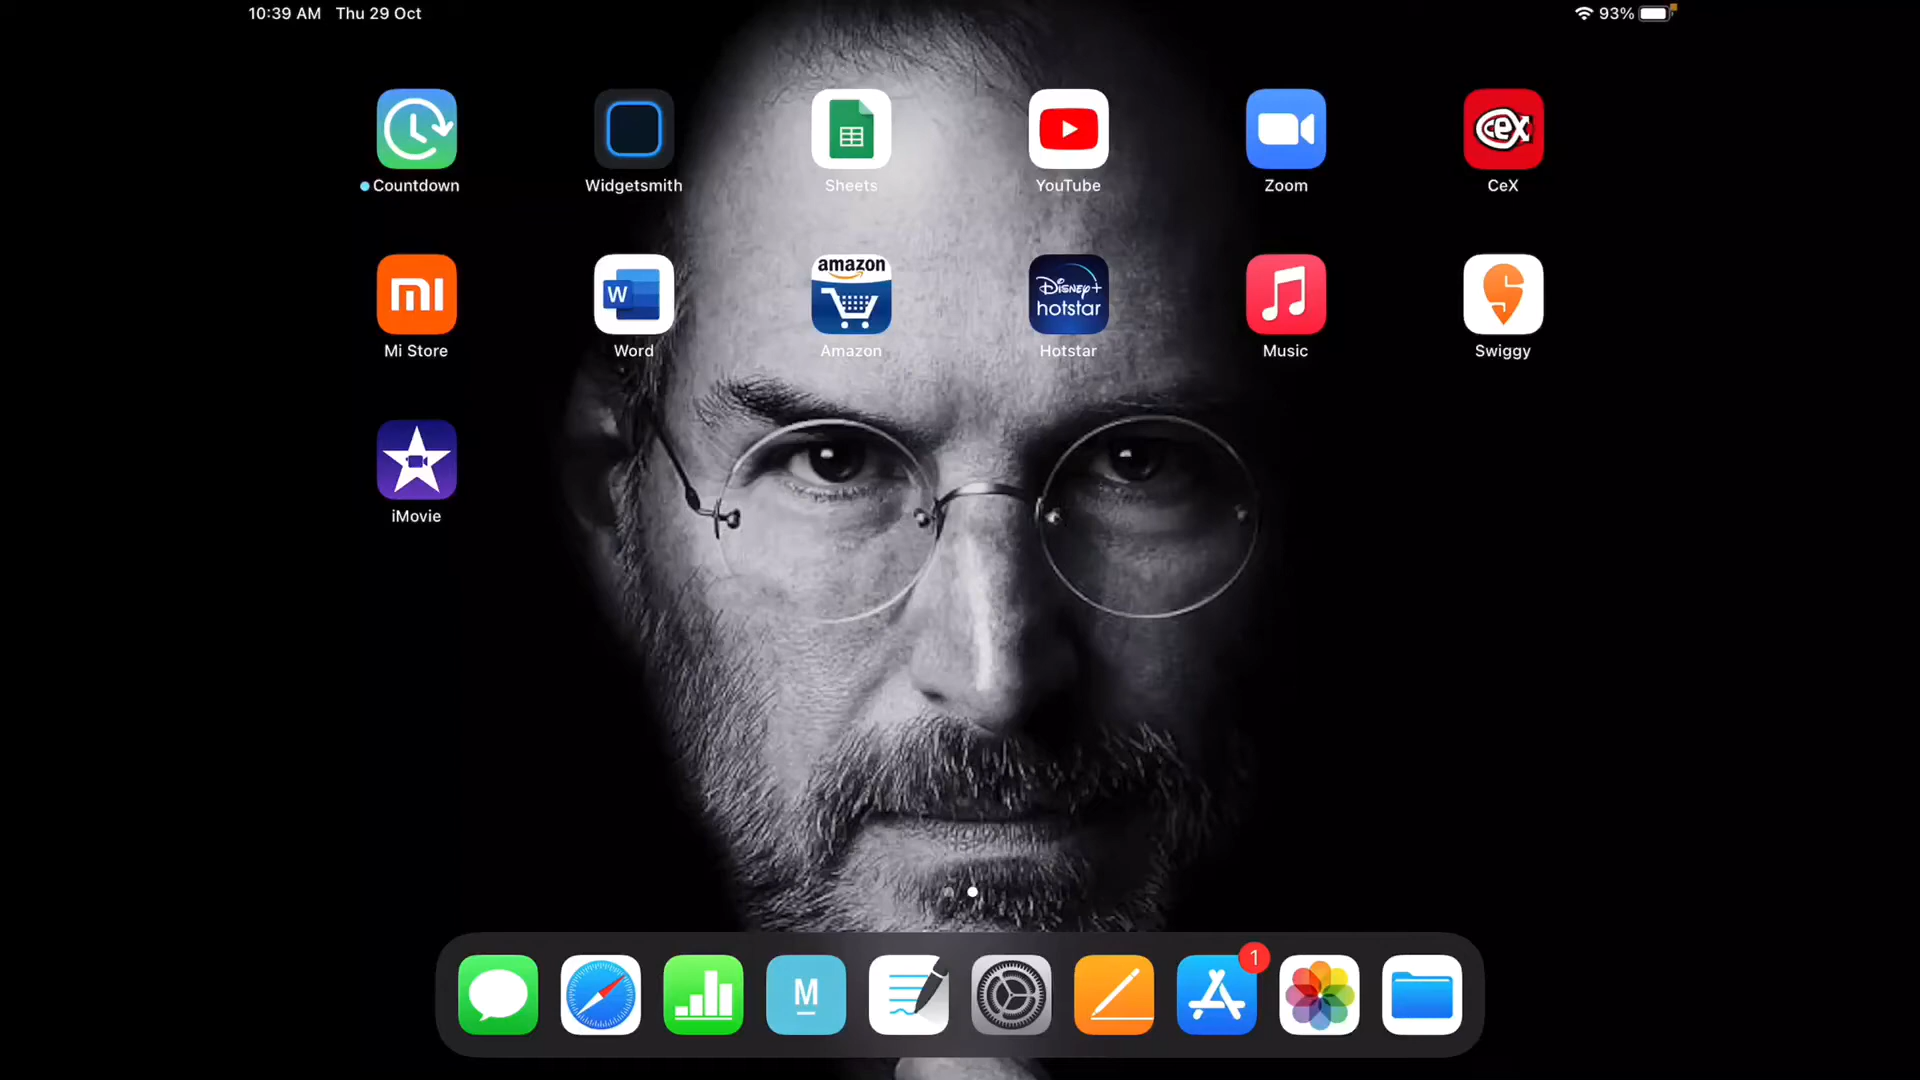 10:39 AM Thu 29 Oct
93%
cex
Countdown
Widgetsmith
Sheets
YouTube
Zoom
CeX
mi
W
amazon
Disney+
hotstar
Mi Store
Word
Amazon
Hotstar
Music
Swiggy
iMovie
M
1